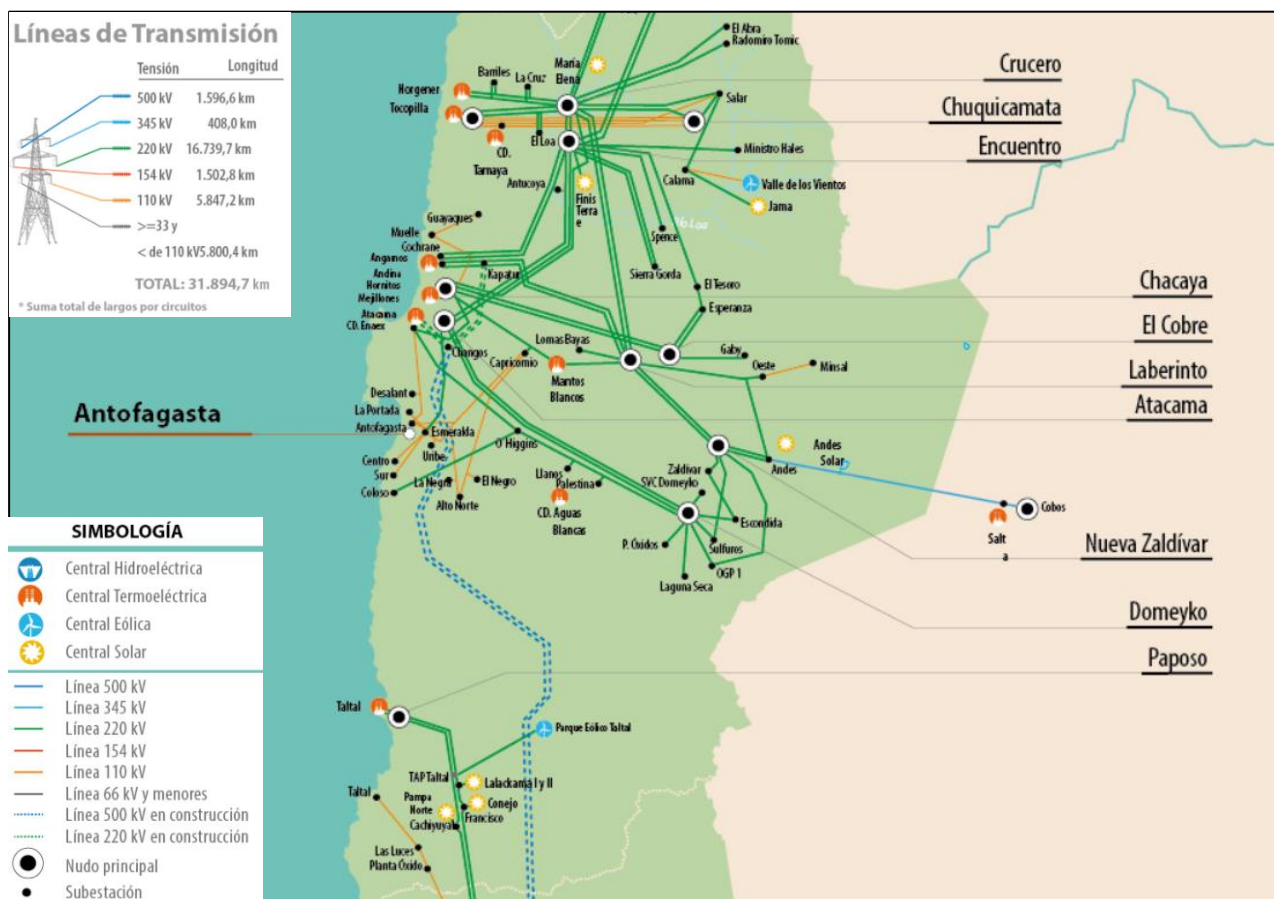 Líneas de Transmisión
Tensión Longitud
500 kV 1.596,6 km
345 kV 408,0 km
220 kV 16.739,7 km
154 kV 1.502,8 km
110 kV 5.847,2 km
>=33 y
< de 110 kV5.800,4 km
TOTAL: 31.894,7 km
* Suma total de largos por circuitos
El Abra
Radomiro Tomic
María
Elena
Barriles
La Cruz
Norgener
Tocopilla
Salar
El Loa
CD.
Tamaya
Ministro Hales
Antucoya
Finis
Terra
e
Calama
Valle de los Vientos
Jama
Río Loa
Guayaques
Muelle
Cochrane
Angamos
Andina
Hornitos
Mejillones
Kapatur
Spence
Sierra Gorda
El Tesoro
Esperanza
Atacama
CD. Enaex
Changos
Capricornio
Lomas Bayas
Mantos
Blancos
Gaby
Oeste
Minsal
Desalant
La Portada
Antofagasta
Antofagasta
Esmeralda
Uribe
O'Higgins
Centro
Sur
Coloso
La Negra
El Negro
Alto Norte
Llanos
Palestina
CD. Aguas
Blancas
Zaldívar
SVC Domeyko
Andes
Solar
Andes
Escondida
P. Óxidos
Sulfuros
OGP 1
Laguna Seca
Salt
a
Cobos
Crucero
Chuquicamata
Encuentro
Chacaya
El Cobre
Laberinto
Atacama
Nueva Zaldívar
Domeyko
Paposo
Taltal
Parque Eólico Taltal
TAP Taltal
Lalackama I y II
Pampa
Norte
Conejo
Francisco
Cachiyuyal
Taltal
Las Luces
Planta Óxido
SIMBOLOGÍA
Central Hidroeléctrica
Central Termoeléctrica
Central Eólica
Central Solar
Línea 500 kV
Línea 345 kV
Línea 220 kV
Línea 154 kV
Línea 110 kV
Línea 66 kV y menores
Línea 500 kV en construcción
Línea 220 kV en construcción
Nudo principal
Subestación